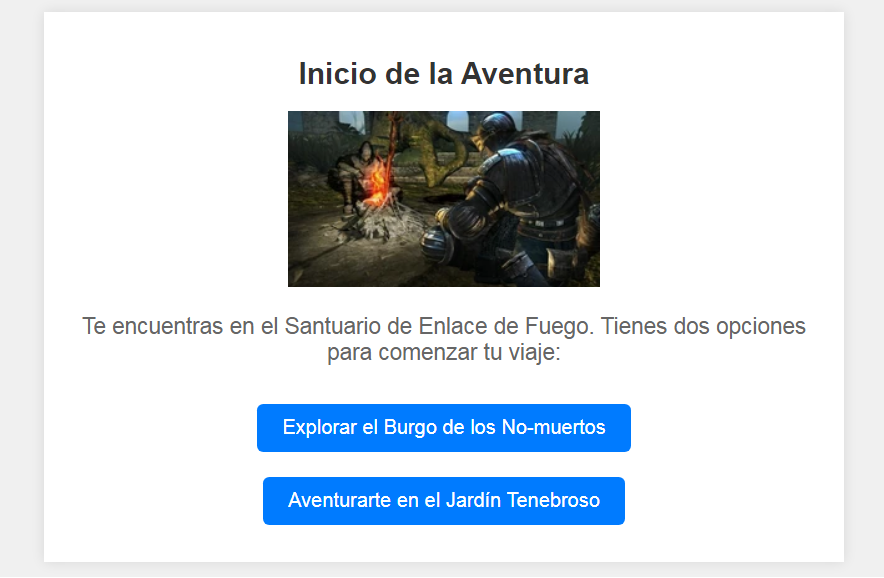 Inicio de la Aventura
Te encuentras en el Santuario de Enlace de Fuego. Tienes dos opciones
para comenzar tu viaje:
Explorar el Burgo de los No-muertos
Aventurarte en el Jardín Tenebroso